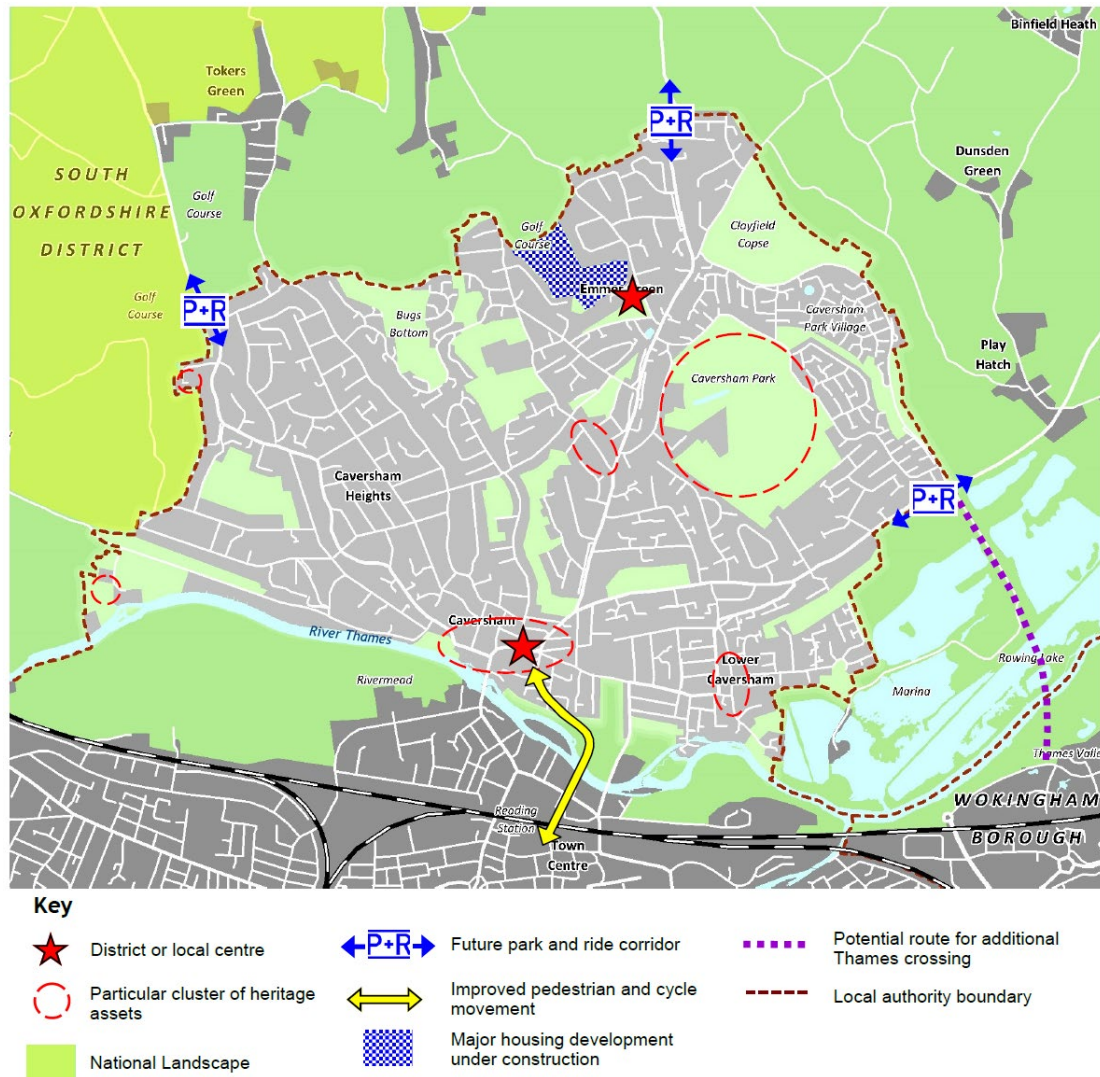 Binfield Heath
Tokers
Green
P+R
SOUTH
OXFORDSHIRE
DISTRICT
Golf
Course
Dunsden
Green
Golf
Course
Clayfield
Copse
Golf
Course
P+R
Emmer Green
Bugs
Bottom
Caversham
Park Village
Play
Hatch
Caversham Park
Caversham
Heights
P+R
River Thames
Caversham
Lower
Caversham
Rowing Lake
Rivermead
Marina
Thames Valle
Reading
Station
Town
Centre
WOKINGHAM
BOROUGH
Key
District or local centre
P+R
Future park and ride corridor
Potential route for additional
Thames crossing
Particular cluster of heritage
assets
Improved pedestrian and cycle
movement
Local authority boundary
National Landscape
Major housing development
under construction